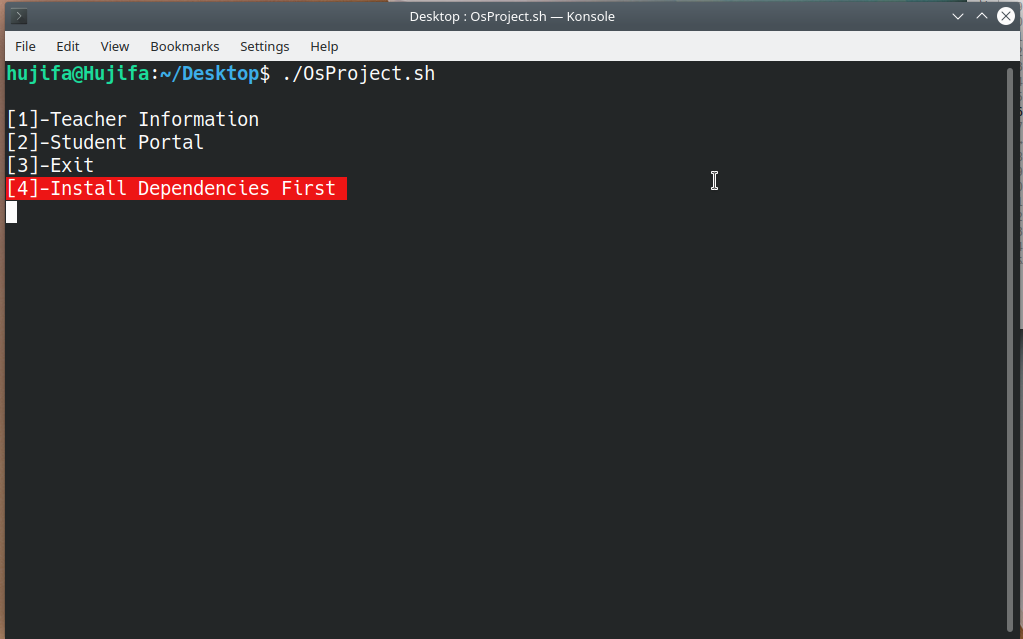 Desktop : OsProject.sh — Konsole
File Edit View Bookmarks Settings Help
hujifa@Hujifa:~/Desktop$ ./OsProject.sh
[1]-Teacher Information
[2]-Student Portal
[3]-Exit
[4]-Install Dependencies First